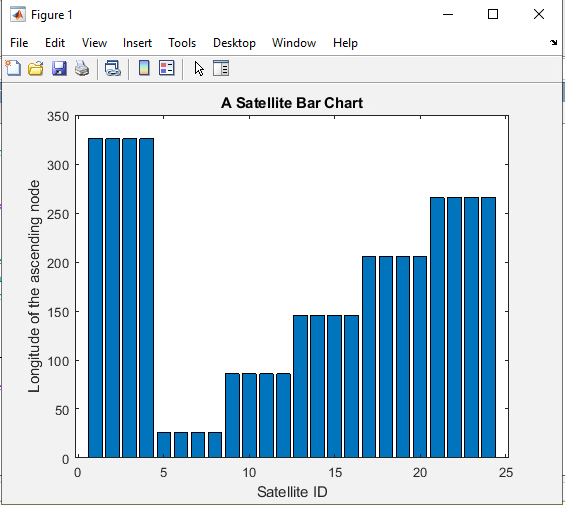 Figure 1
File Edit View Insert Tools Desktop Window Help
A Satellite Bar Chart
350
300
250
200
150
100
50
0
Longitude of the ascending node
0 5 10 15 20 25
Satellite ID